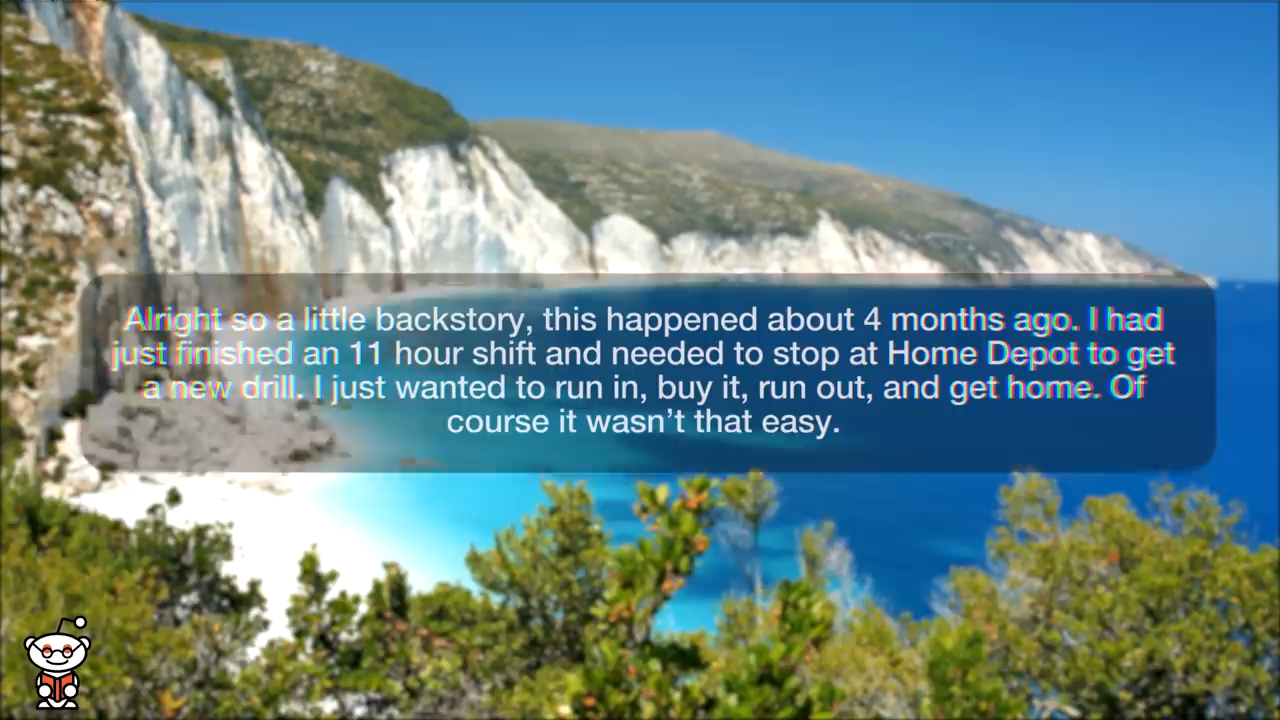 Alright so a little backstory, this happened about 4 months ago. I had
just finished an 11 hour shift and needed to stop at Home Depot to get
a new drill. I just wanted to run in, buy it, run out, and get home. Of
course it wasn’t that easy.